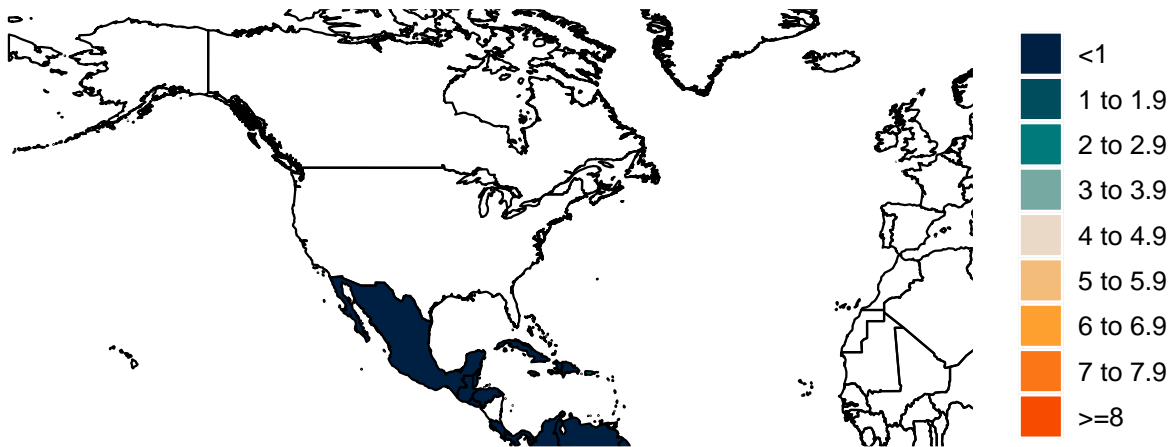 <1
1 to 1.9
2 to 2.9
3 to 3.9
4 to 4.9
5 to 5.9
6 to 6.9
7 to 7.9
>=8